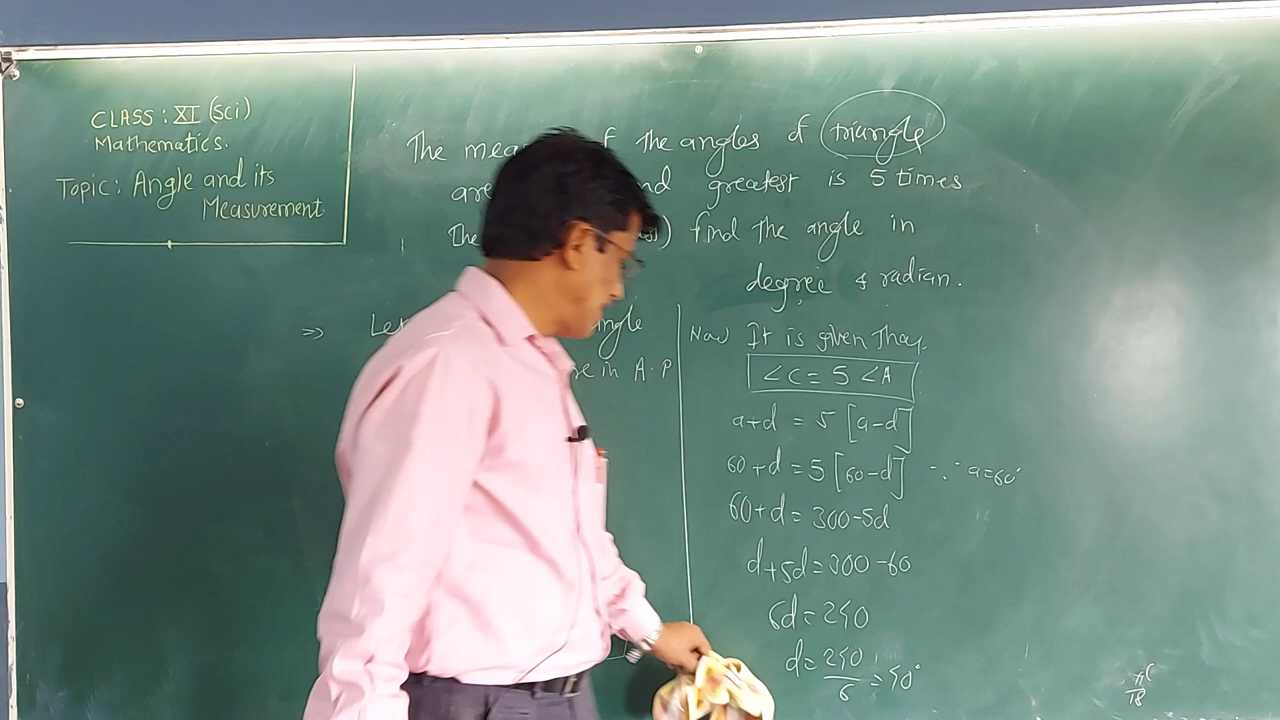 CLASS: XI (Sci)
Mathematics.
Topic: Angle and its
Measurement
The mea f the angles of triangle
are nd greatest is 5 times
The ) find the angle in
degree & radian.
⇒ Le ngle
re in A.P
Now It is given that,
∠C = 5 ∠A
a+d = 5 [a-d]
60+d = 5 [60-d] ∵ a=60°
60+d = 300-5d
d+5d = 300-60
6d = 240
d = 240/6 = 40°